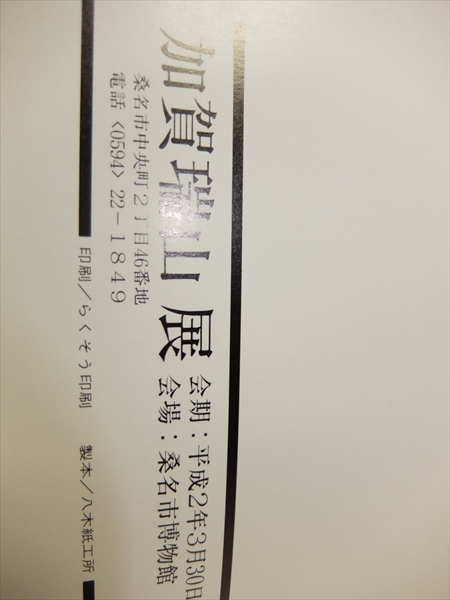 加賀瑞山展
会期：平成2年3月30日
会場：桑名市博物館
桑名市中央町2丁目46番地
電話〈0594〉22－1849
印刷／らくそう印刷　製本／八木紙工所